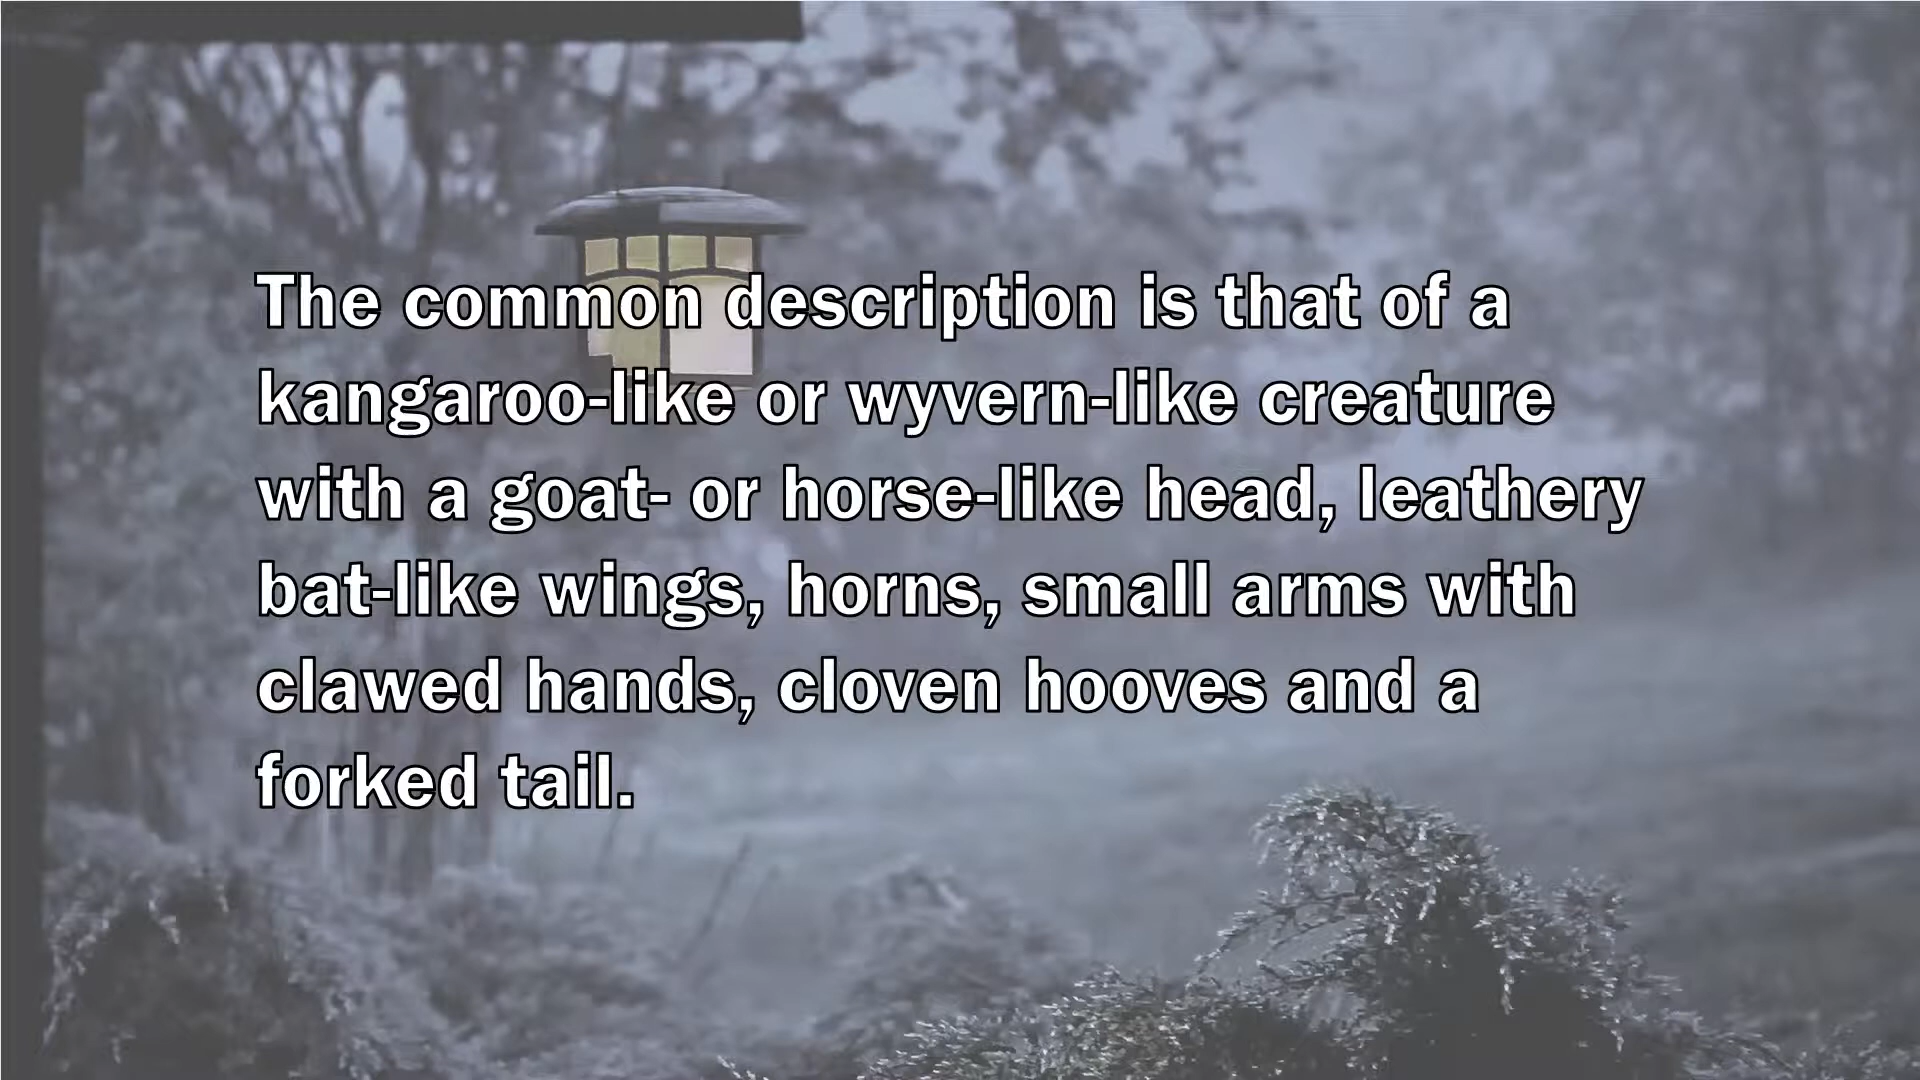 The common description is that of a
kangaroo-like or wyvern-like creature
with a goat- or horse-like head, leathery
bat-like wings, horns, small arms with
clawed hands, cloven hooves and a
forked tail.